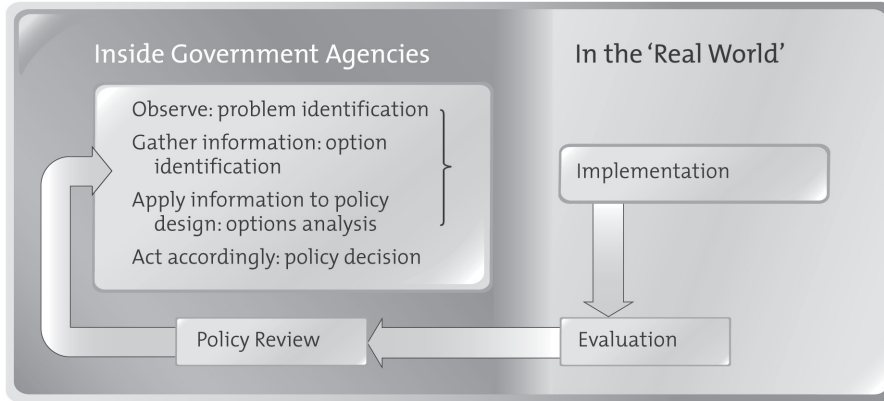 Inside Government Agencies
In the ‘Real World’
Observe: problem identification
Gather information: option
identification
Apply information to policy
design: options analysis
Act accordingly: policy decision
Implementation
Policy Review
Evaluation